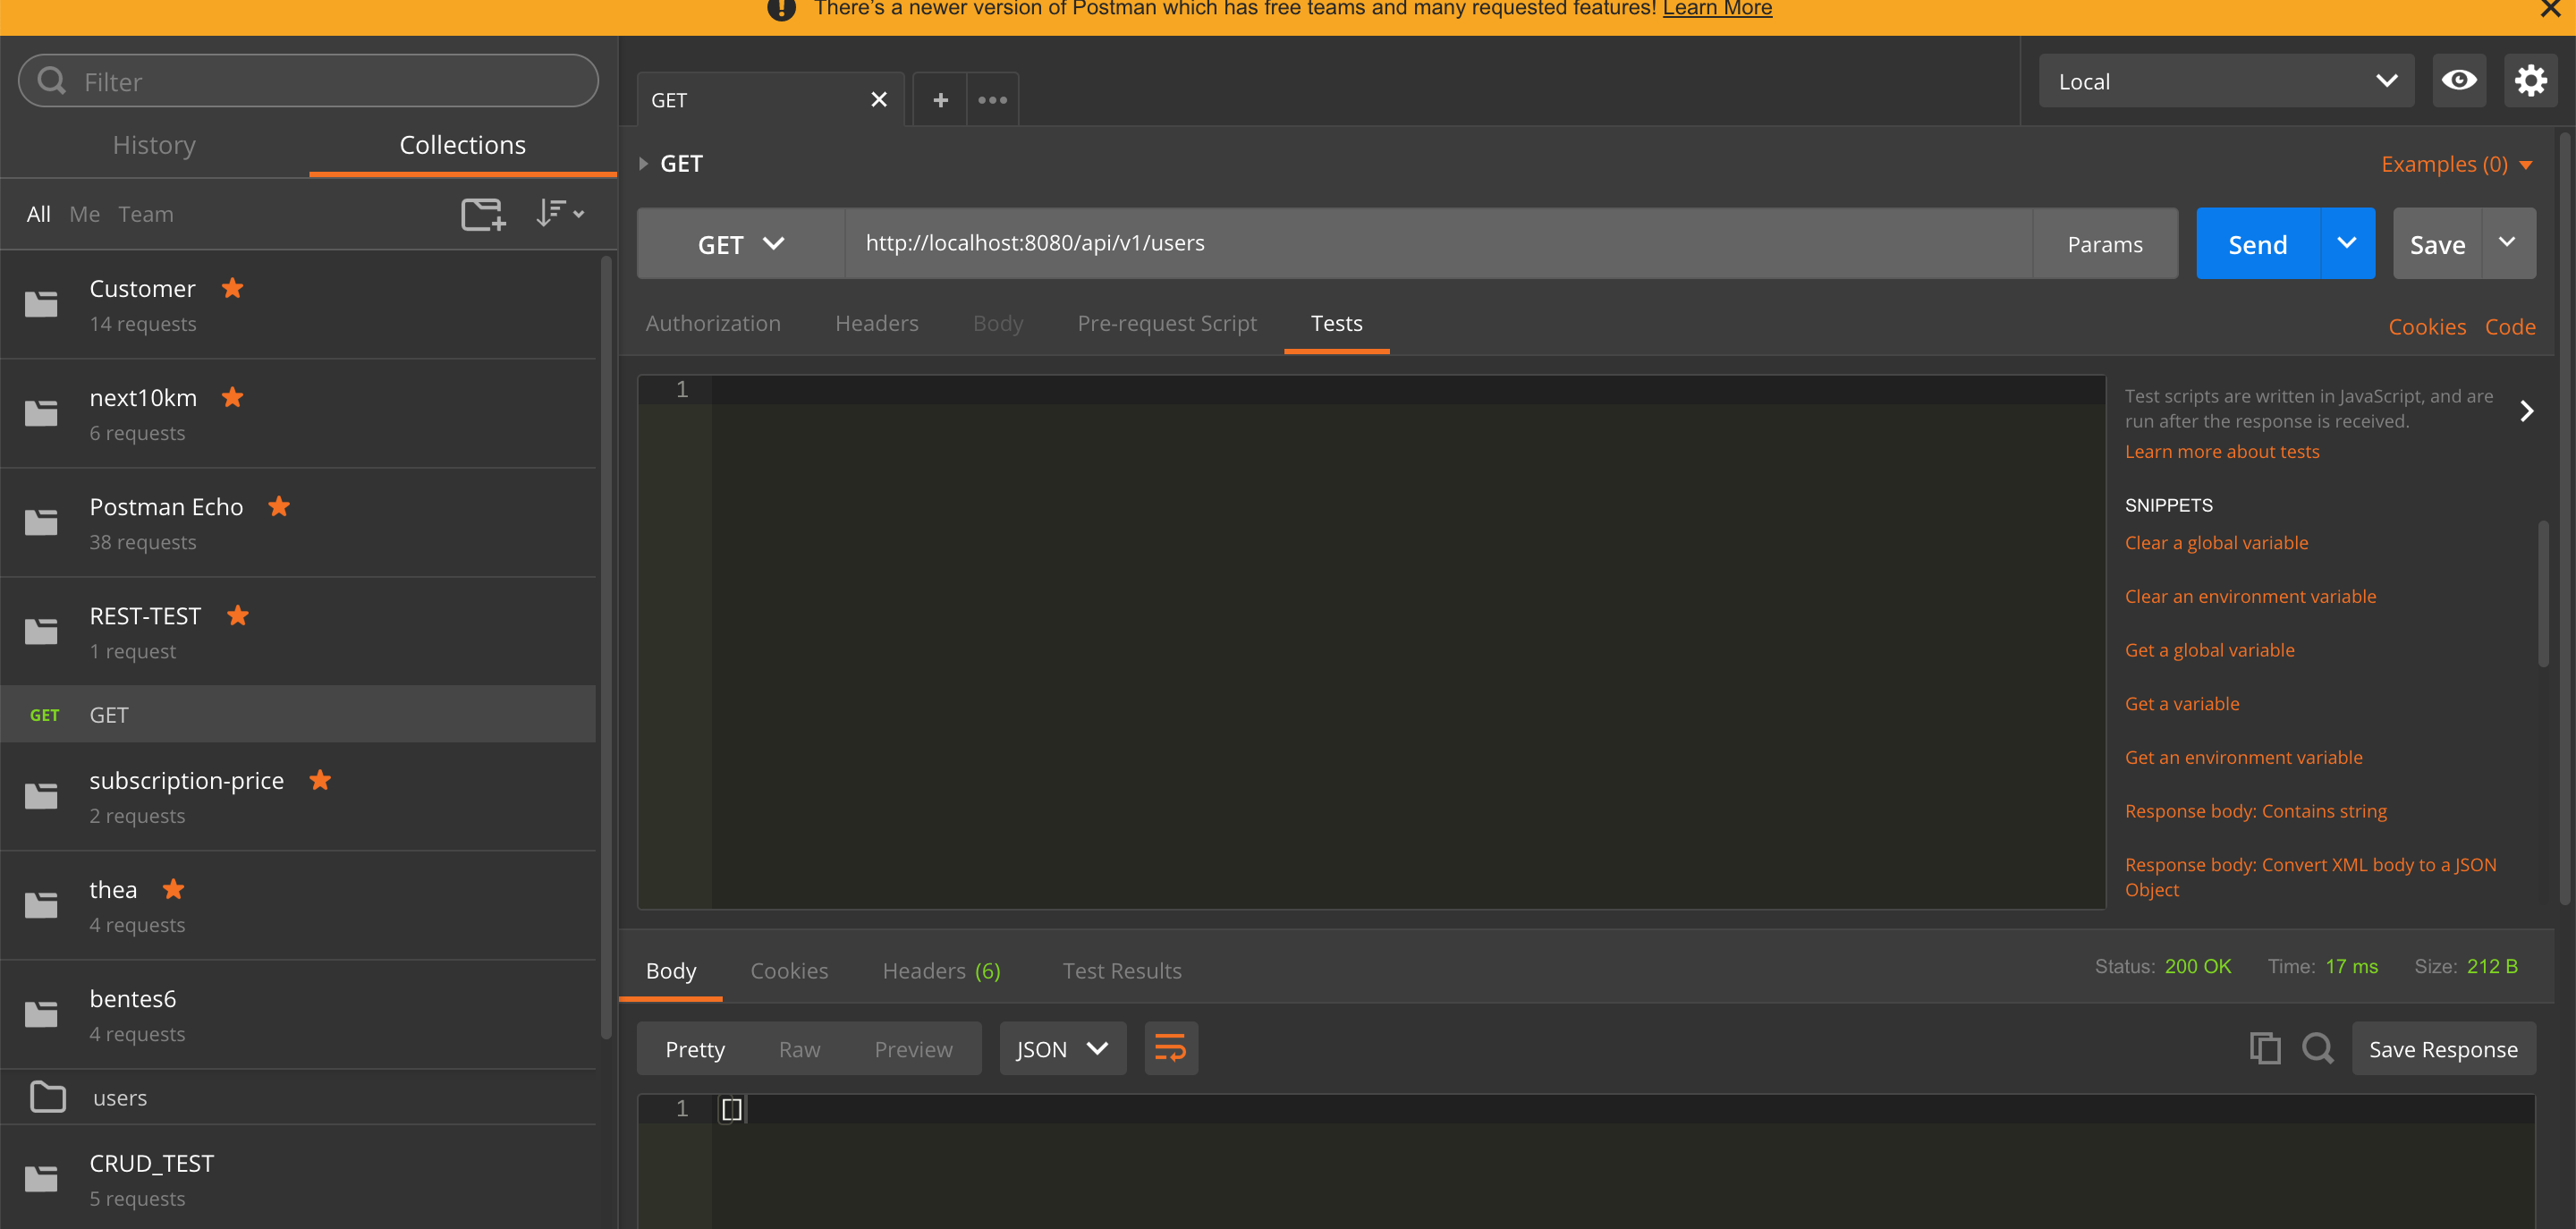 There's a newer version of Postman which has free teams and many requested features! Learn More
Filter
History
Collections
All Me Team
Customer
14 requests
next10km
6 requests
Postman Echo
38 requests
REST-TEST
1 request
GET GET
subscription-price
2 requests
thea
4 requests
bentes6
4 requests
users
CRUD_TEST
5 requests
GET
Local
GET
Examples (0)
GET
http://localhost:8080/api/v1/users
Params
Send
Save
Authorization
Headers
Body
Pre-request Script
Tests
Cookies
Code
1
Test scripts are written in JavaScript, and are
run after the response is received.
Learn more about tests
SNIPPETS
Clear a global variable
Clear an environment variable
Get a global variable
Get a variable
Get an environment variable
Response body: Contains string
Response body: Convert XML body to a JSON
Object
Body
Cookies
Headers (6)
Test Results
Status: 200 OK
Time: 17 ms
Size: 212 B
Pretty
Raw
Preview
JSON
Save Response
1 []